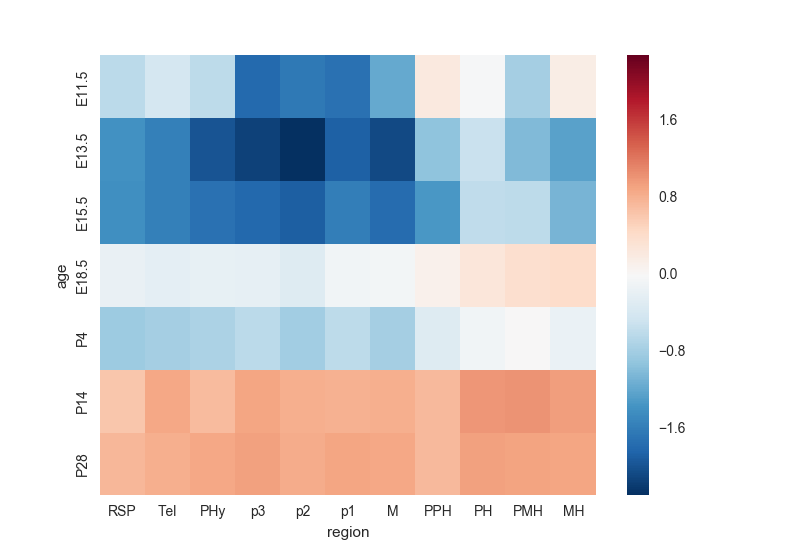 E11.5
E13.5
E15.5
E18.5
P4
P14
P28
age
RSP Tel PHy p3 p2 p1 M PPH PH PMH MH
region
1.6
0.8
0.0
−0.8
−1.6